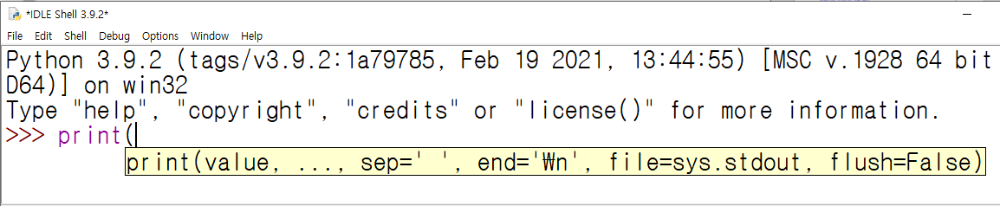 *IDLE Shell 3.9.2*
File Edit Shell Debug Options Window Help
Python 3.9.2 (tags/v3.9.2:1a79785, Feb 19 2021, 13:44:55) [MSC v.1928 64 bit
D64)] on win32
Type "help", "copyright", "credits" or "license()" for more information.
>>> print(
print(value, ..., sep=' ', end='₩n', file=sys.stdout, flush=False)